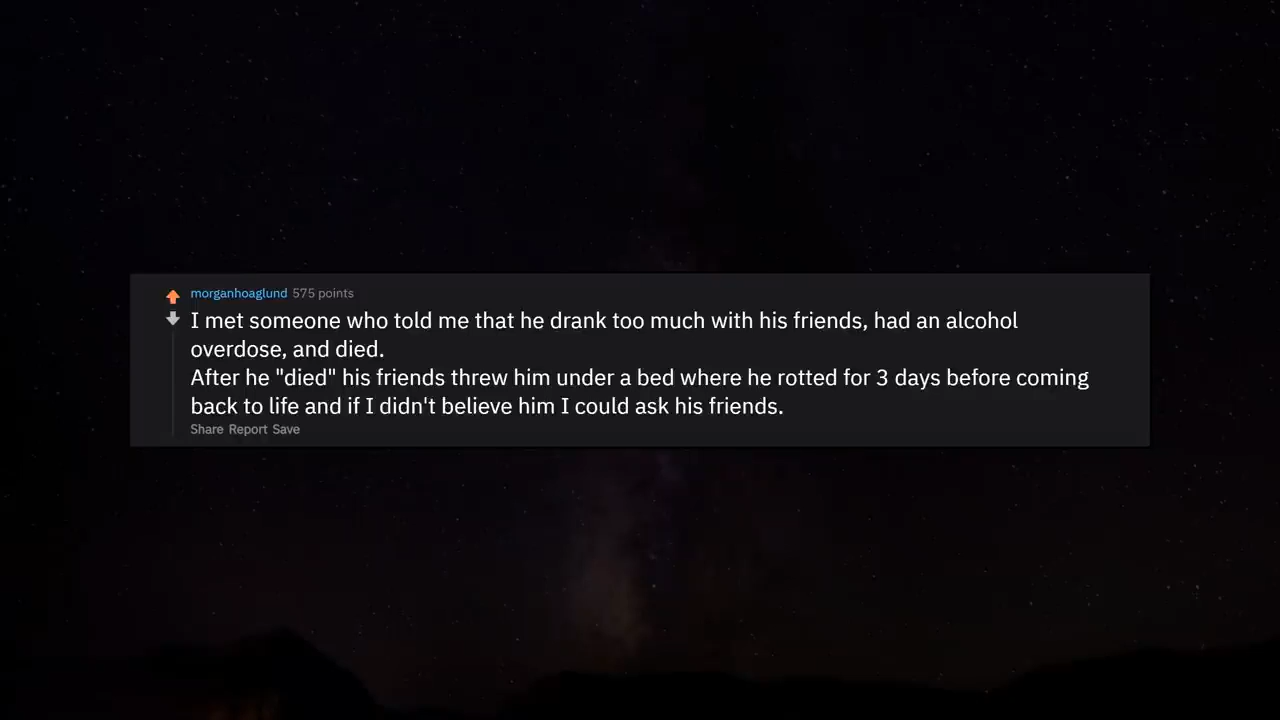 morganhoaglund 575 points
I met someone who told me that he drank too much with his friends, had an alcohol
overdose, and died.
After he "died" his friends threw him under a bed where he rotted for 3 days before coming
back to life and if I didn't believe him I could ask his friends.
Share Report Save